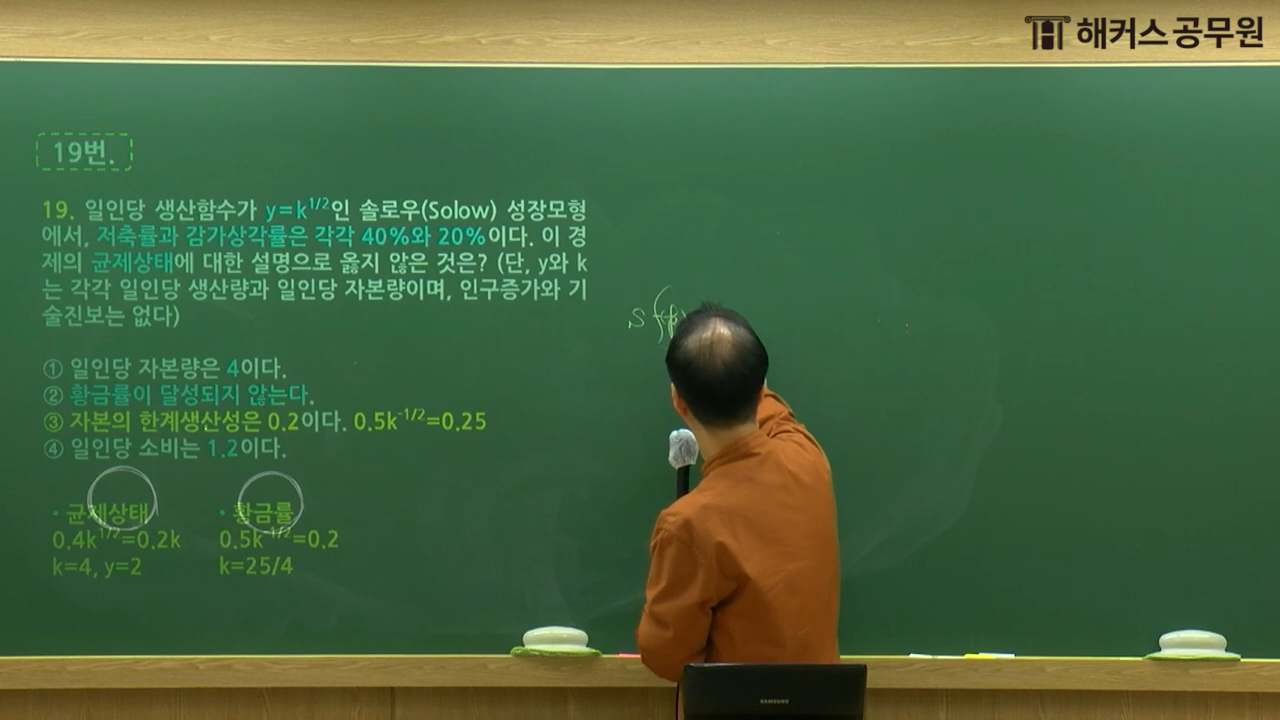 해커스공무원
19번.
19. 일인당 생산함수가 y=k^1/2인 솔로우(Solow) 성장모형
에서, 저축률과 감가상각률은 각각 40%와 20%이다. 이 경
제의 균제상태에 대한 설명으로 옳지 않은 것은? (단, y와 k
는 각각 일인당 생산량과 일인당 자본량이며, 인구증가와 기
술진보는 없다)
① 일인당 자본량은 4이다.
② 황금률이 달성되지 않는다.
③ 자본의 한계생산성은 0.2이다. 0.5k^-1/2=0.25
④ 일인당 소비는 1.2이다.
• 균제상태
0.4k^1/2=0.2k
k=4, y=2
• 황금률
0.5k^-1/2=0.2
k=25/4
SAMSUNG